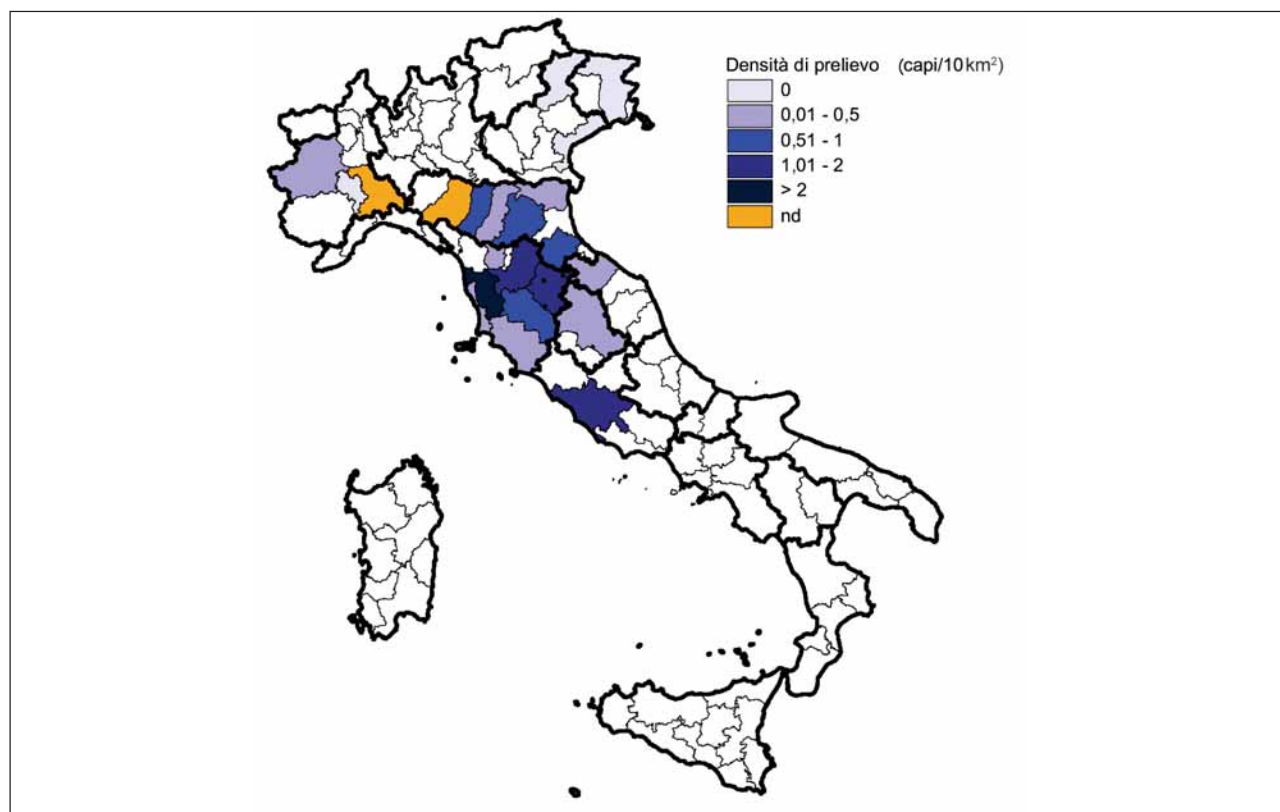 Densità di prelievo (capi/10 km²)
0
0,01 - 0,5
0,51 - 1
1,01 - 2
> 2
nd